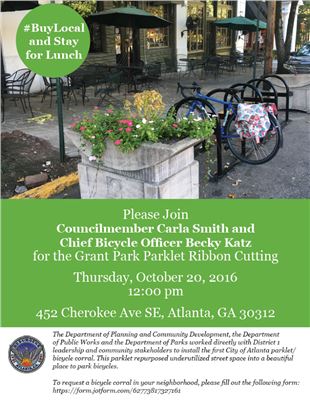 #BuyLocal
and Stay
for Lunch
Please Join
Councilmember Carla Smith and
Chief Bicycle Officer Becky Katz
for the Grant Park Parklet Ribbon Cutting
Thursday, October 20, 2016
12:00 pm
452 Cherokee Ave SE, Atlanta, GA 30312
The Department of Planning and Community Development, the Department
of Public Works and the Department of Parks worked directly with District 1
leadership and community stakeholders to install the first City of Atlanta parklet/
bicycle corral. This parklet repurposed underutilized street space into a beautiful
place to park bicycles.
To request a bicycle corral in your neighborhood, please fill out the following form:
https://form.jotform.com/62773817327161